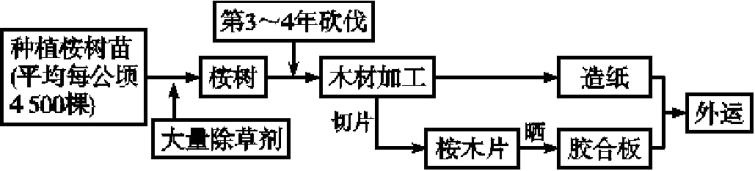 第3～4年砍伐
种植桉树苗
(平均每公顷
4 500棵)
桉树
木材加工
造纸
外运
大量除草剂
切片
桉木片
晒
胶合板